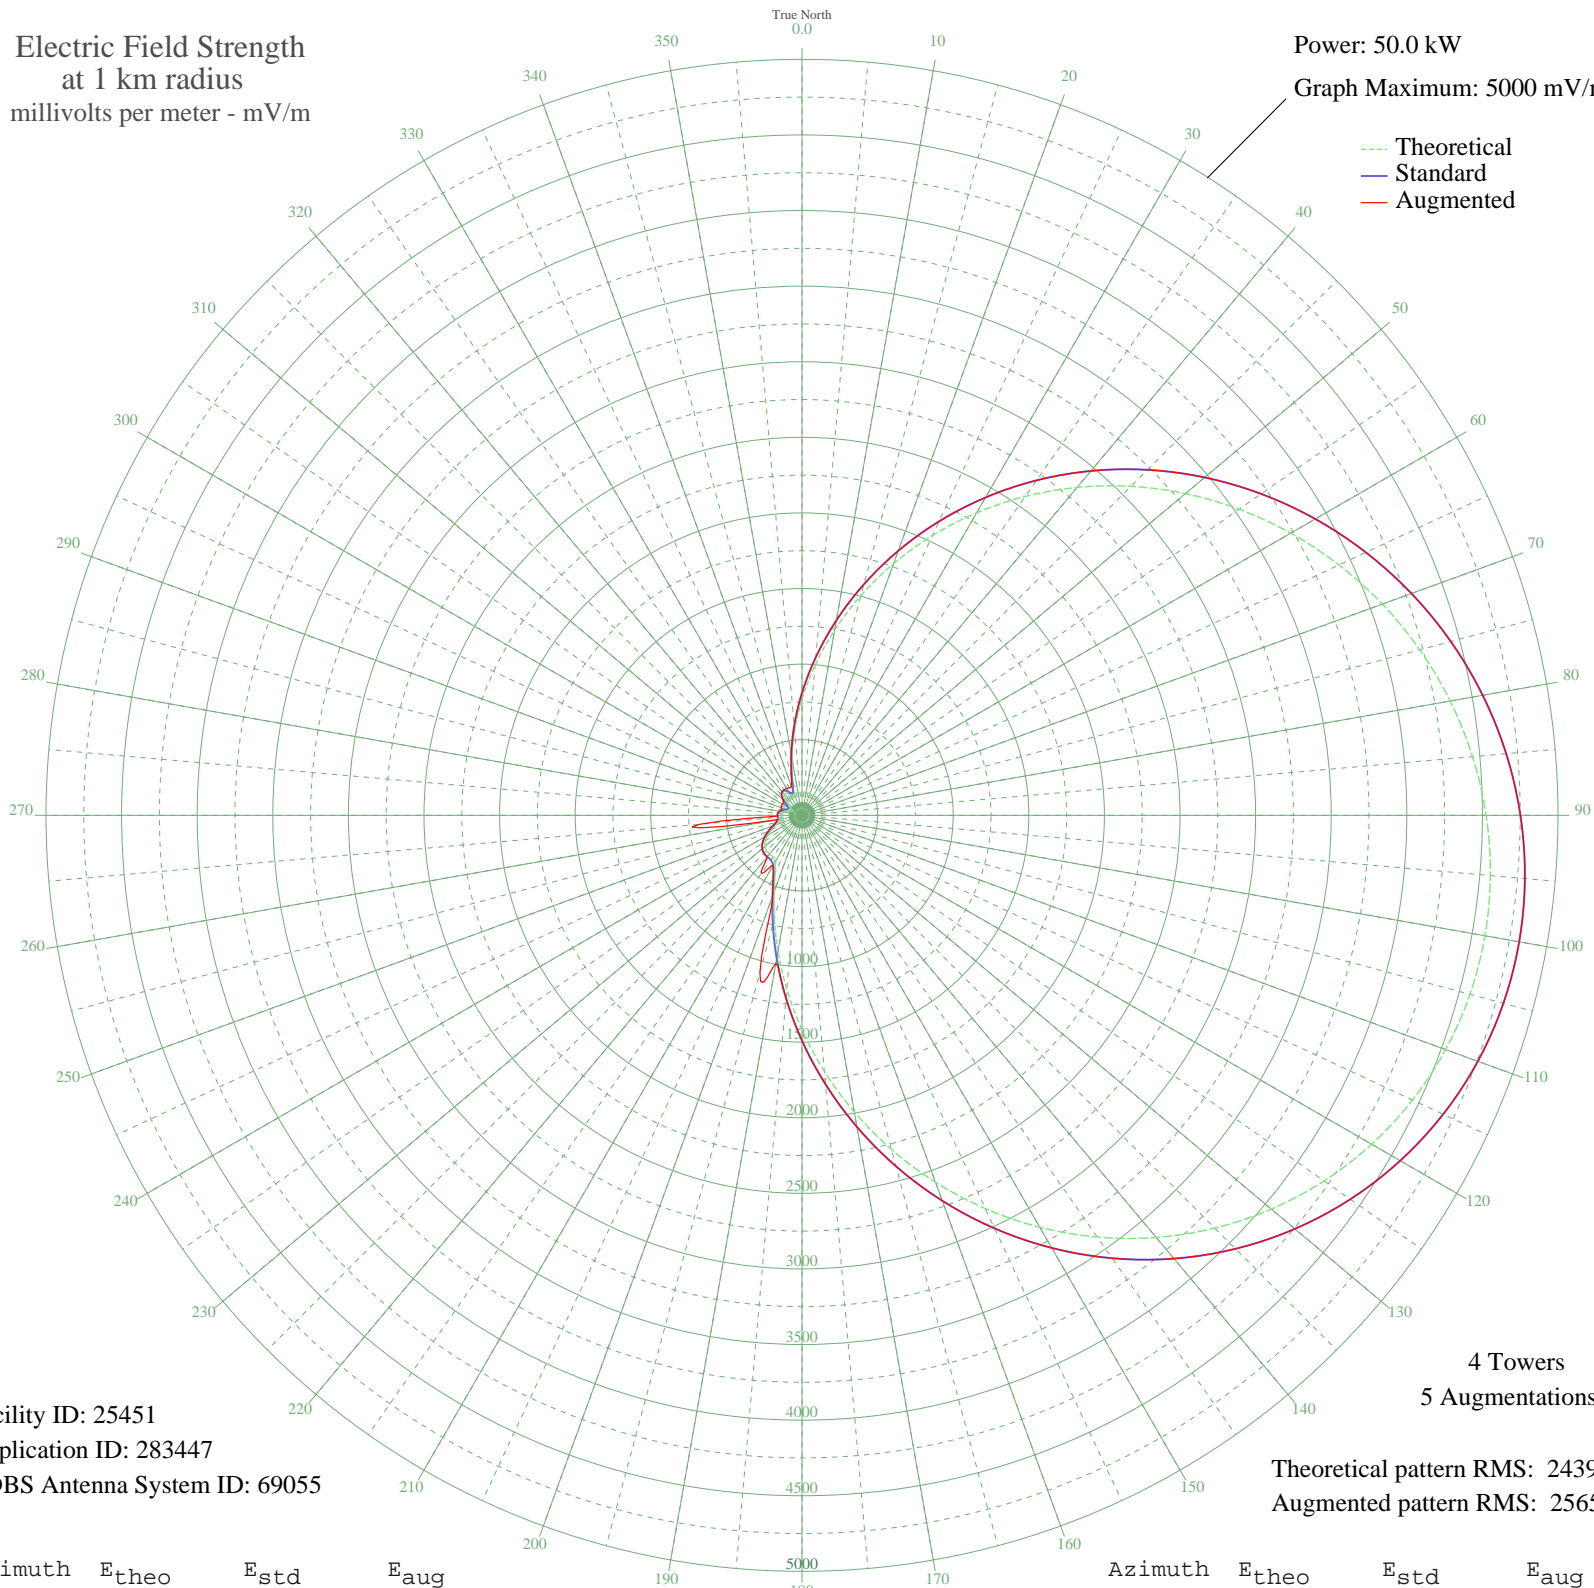 True North
Electric Field Strength
at 1 km radius
millivolts per meter - mV/m
Power: 50.0 kW
Graph Maximum: 5000 mV/
Theoretical
Standard
Augmented
0.0
10
20
30
40
50
60
70
80
90
100
110
120
130
140
150
160
170
190
200
210
220
230
240
250
260
270
280
290
300
310
320
330
340
350
1000
1500
2000
2500
3000
3500
4000
4500
5000
4 Towers
5 Augmentations
cility ID: 25451
plication ID: 283447
DBS Antenna System ID: 69055
Theoretical pattern RMS: 2439
Augmented pattern RMS: 2565
imuth Etheo Estd Eaug
Azimuth Etheo Estd Eaug